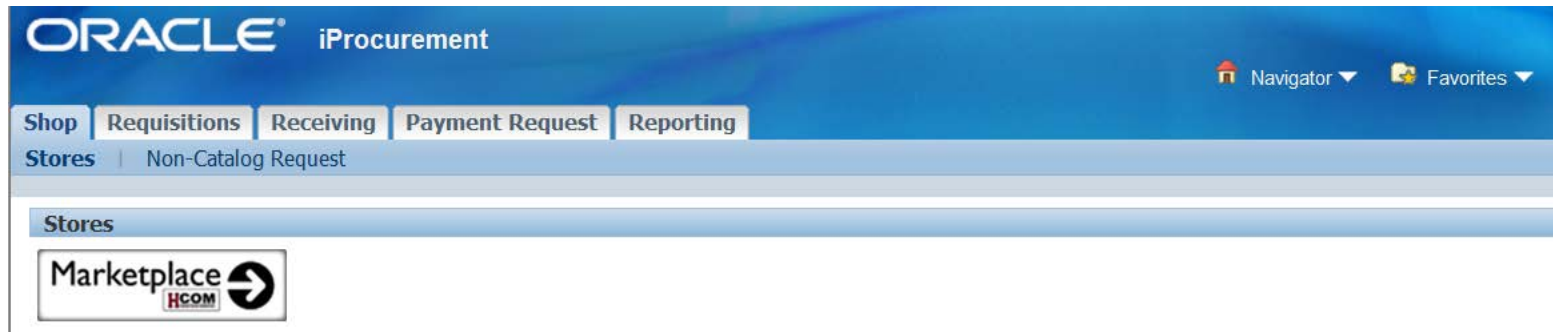 ORACLE® iProcurement
Navigator Favorites
Shop Requisitions Receiving Payment Request Reporting
Stores | Non-Catalog Request
Stores
Marketplace
HCOM